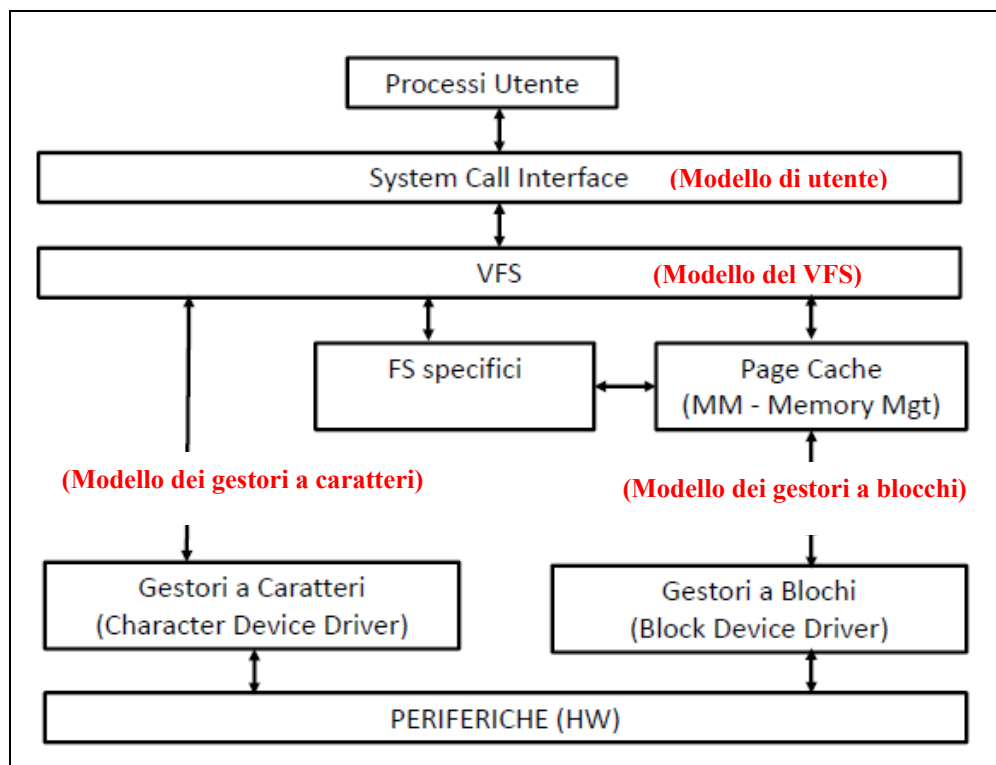 Processi Utente
System Call Interface (Modello di utente)
VFS (Modello del VFS)
FS specifici
Page Cache
(MM - Memory Mgt)
(Modello dei gestori a caratteri)
(Modello dei gestori a blocchi)
Gestori a Caratteri
(Character Device Driver)
Gestori a Blochi
(Block Device Driver)
PERIFERICHE (HW)